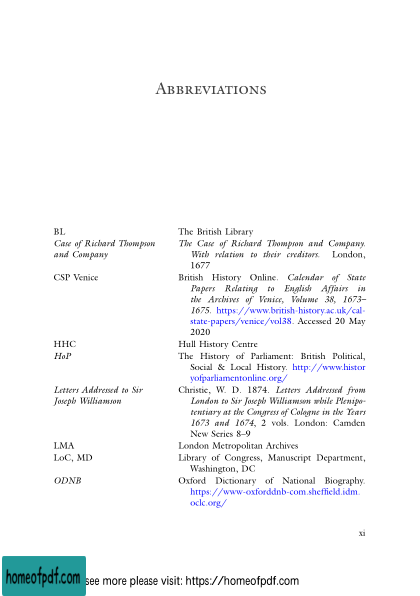 ABBREVIATIONS
BL The British Library
Case of Richard Thompson The Case of Richard Thompson and Company.
and Company With relation to their creditors. London,
1677
CSP Venice British History Online. Calendar of State
Papers Relating to English Affairs in
the Archives of Venice, Volume 38, 1673–
1675. https://www.british-history.ac.uk/cal-
state-papers/venice/vol38. Accessed 20 May
2020
HHC Hull History Centre
HoP The History of Parliament: British Political,
Social & Local History. http://www.histor
yofparliamentonline.org/
Letters Addressed to Sir Christie, W. D. 1874. Letters Addressed from
Joseph Williamson London to Sir Joseph Williamson while Plenipo-
tentiary at the Congress of Cologne in the Years
1673 and 1674, 2 vols. London: Camden
New Series 8–9
LMA London Metropolitan Archives
LoC, MD Library of Congress, Manuscript Department,
Washington, DC
ODNB Oxford Dictionary of National Biography.
https://www-oxforddnb-com.sheffield.idm.
oclc.org/
xi
homeofpdf.com see more please visit: https://homeofpdf.com